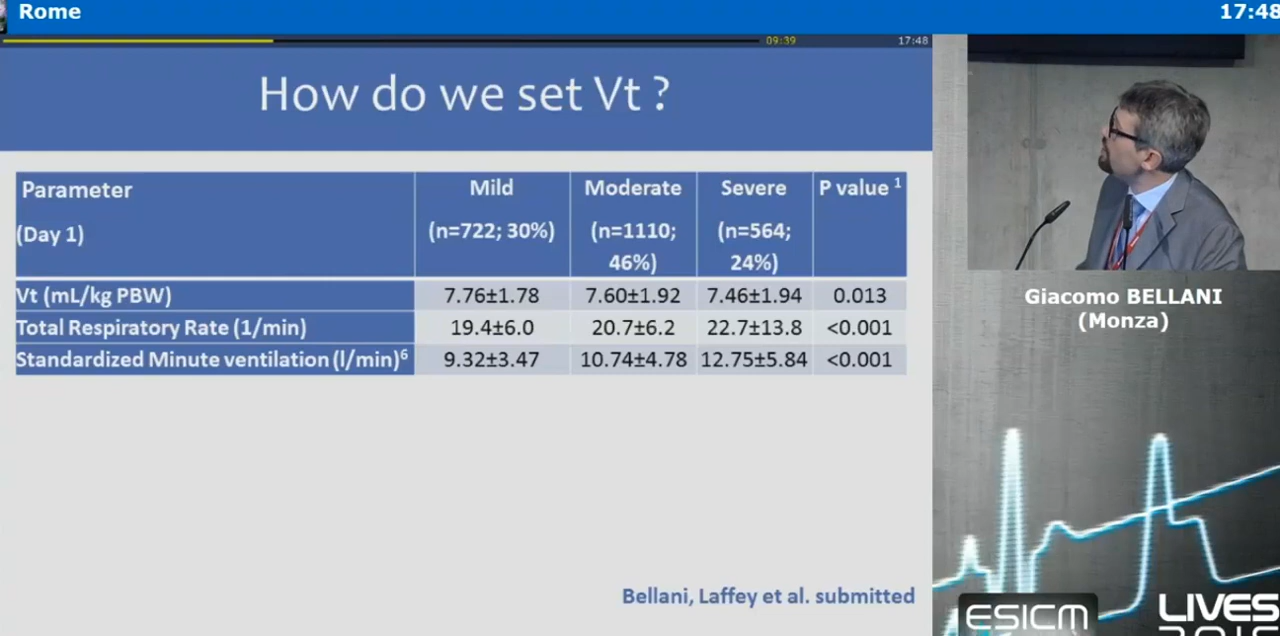 Rome
17:48
09:39
17:48
How do we set Vt ?
Parameter
(Day 1)
Mild
(n=722; 30%)
Moderate
(n=1110;
46%)
Severe
(n=564;
24%)
P value 1
Vt (mL/kg PBW) 7.76±1.78 7.60±1.92 7.46±1.94 0.013
Total Respiratory Rate (1/min) 19.4±6.0 20.7±6.2 22.7±13.8 <0.001
Standardized Minute ventilation (l/min)6 9.32±3.47 10.74±4.78 12.75±5.84 <0.001
Bellani, Laffey et al. submitted
Giacomo BELLANI
(Monza)
ESICM
LIVES